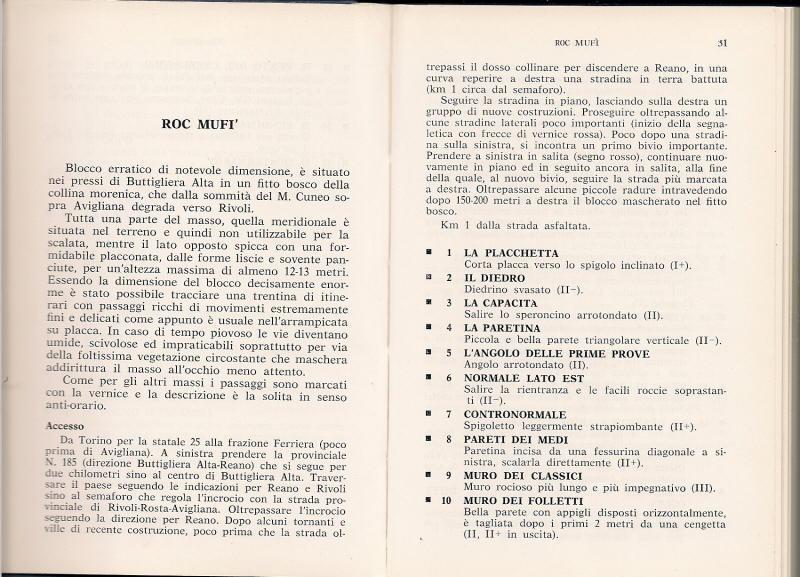 ROC MUFI'
Blocco erratico di notevole dimensione, è situato
nei pressi di Buttigliera Alta in un fitto bosco della
collina morenica, che dalla sommità del M. Cuneo so-
pra Avigliana degrada verso Rivoli.
Tutta una parte del masso, quella meridionale è
situata nel terreno e quindi non utilizzabile per la
scalata, mentre il lato opposto spicca con una for-
midabile placconata, dalle forme liscie e sovente pan-
ciute, per un'altezza massima di almeno 12-13 metri.
Essendo la dimensione del blocco decisamente enor-
me è stato possibile tracciare una trentina di itine-
rari con passaggi ricchi di movimenti estremamente
fini e delicati come appunto è usuale nell'arrampicata
su placca. In caso di tempo piovoso le vie diventano
umide, scivolose ed impraticabili soprattutto per via
della foltissima vegetazione circostante che maschera
addirittura il masso all'occhio meno attento.
Come per gli altri massi i passaggi sono marcati
con la vernice e la descrizione è la solita in senso
anti-orario.
Accesso
Da Torino per la statale 25 alla frazione Ferriera (poco
prima di Avigliana). A sinistra prendere la provinciale
N. 185 (direzione Buttigliera Alta-Reano) che si segue per
due chilometri sino al centro di Buttigliera Alta. Traver-
sare il paese seguendo le indicazioni per Reano e Rivoli
sino al semaforo che regola l'incrocio con la strada pro-
vinciale di Rivoli-Rosta-Avigliana. Oltrepassare l'incrocio
seguendo la direzione per Reano. Dopo alcuni tornanti e
ville di recente costruzione, poco prima che la strada ol-
ROC MUFÌ 31
trepassi il dosso collinare per discendere a Reano, in una
curva reperire a destra una stradina in terra battuta
(km 1 circa dal semaforo).
Seguire la stradina in piano, lasciando sulla destra un
gruppo di nuove costruzioni. Proseguire oltrepassando al-
cune stradine laterali poco importanti (inizio della segna-
letica con frecce di vernice rossa). Poco dopo una stradi-
na sulla sinistra, si incontra un primo bivio importante.
Prendere a sinistra in salita (segno rosso), continuare nuo-
vamente in piano ed in seguito ancora in salita, alla fine
della quale, al nuovo bivio, seguire la strada più marcata
a destra. Oltrepassare alcune piccole radure intravedendo
dopo 150-200 metri a destra il blocco mascherato nel fitto
bosco.
Km 1 dalla strada asfaltata.
1 LA PLACCHETTA
Corta placca verso lo spigolo inclinato (I+).
2 IL DIEDRO
Diedrino svasato (II−).
3 LA CAPACITA
Salire lo speroncino arrotondato (II).
4 LA PARETINA
Piccola e bella parete triangolare verticale (II−).
5 L'ANGOLO DELLE PRIME PROVE
Angolo arrotondato (II).
6 NORMALE LATO EST
Salire la rientranza e le facili roccie soprastan-
ti (II−).
7 CONTRONORMALE
Spigoletto leggermente strapiombante (II+).
8 PARETI DEI MEDI
Paretina incisa da una fessurina diagonale a si-
nistra, scalarla direttamente (II+).
9 MURO DEI CLASSICI
Muro rocioso più lungo e più impegnativo (III).
10 MURO DEI FOLLETTI
Bella parete con appigli disposti orizzontalmente,
è tagliata dopo i primi 2 metri da una cengetta
(II, II+ in uscita).